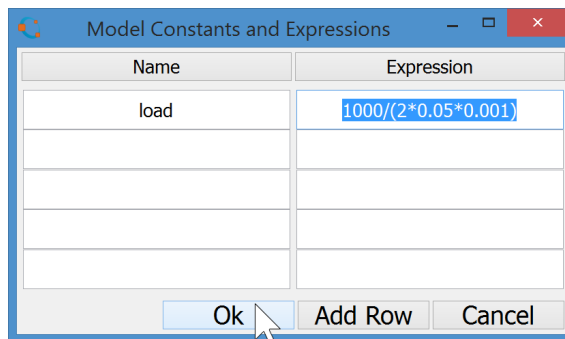 Model Constants and Expressions
Name Expression
load 1000/(2*0.05*0.001)
Ok Add Row Cancel